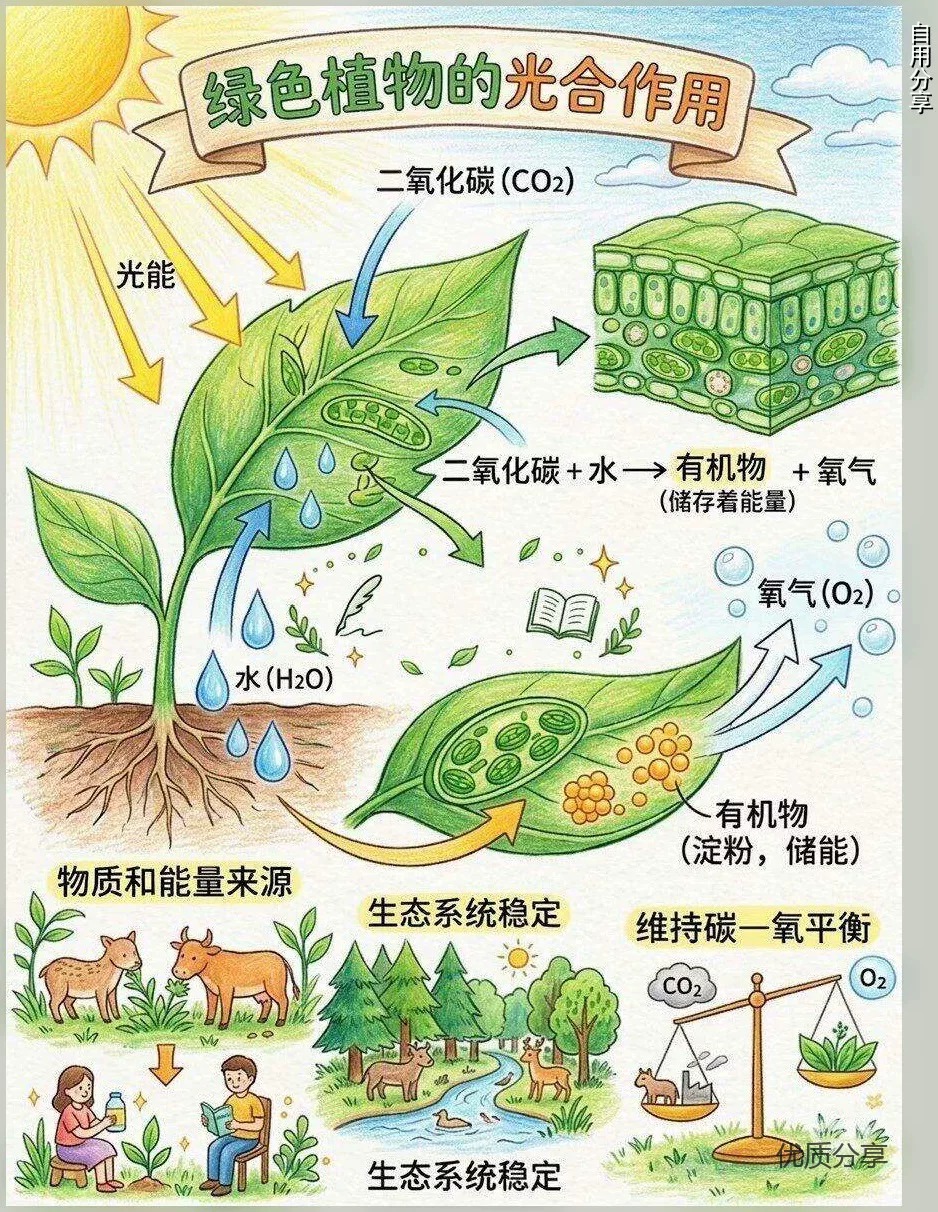 绿色植物的光合作用
自用分享
二氧化碳(CO₂)
光能
二氧化碳+水→有机物+氧气
(储存着能量)
氧气(O₂)
水(H₂O)
有机物
(淀粉，储能)
物质和能量来源
生态系统稳定
维持碳一氧平衡
CO₂
O₂
生态系统稳定
优质分享